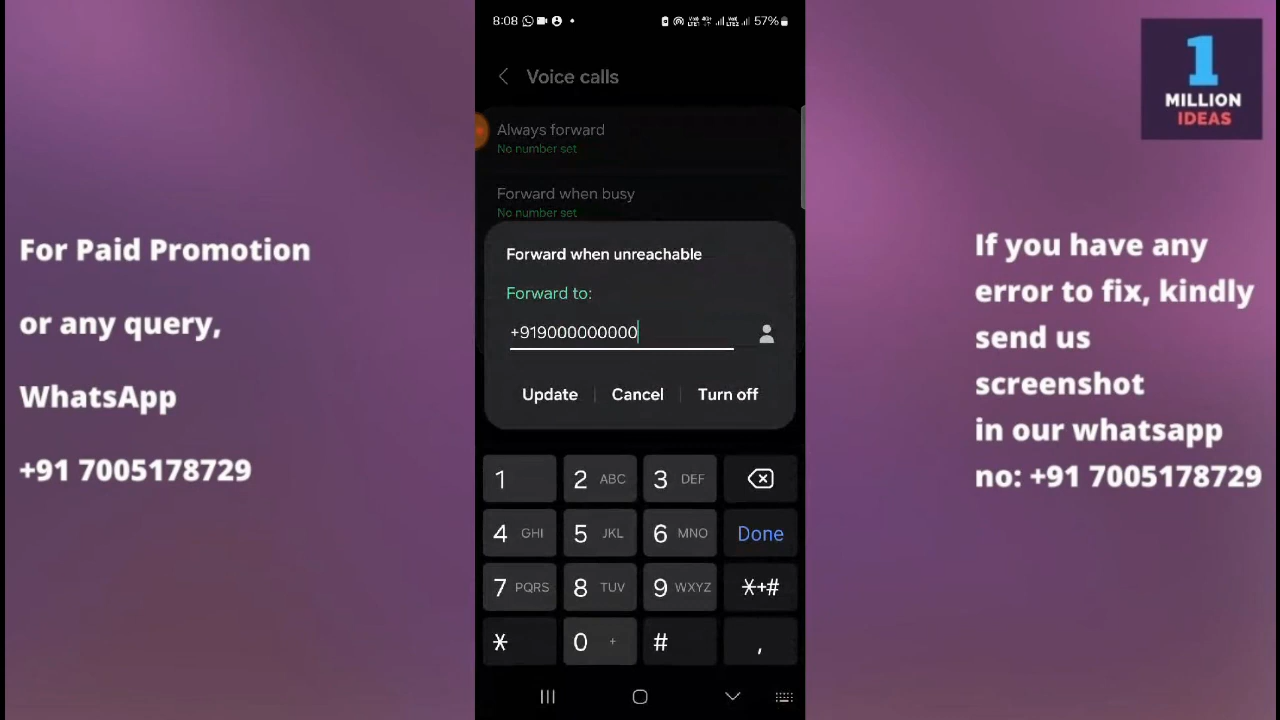 8:08
57%
Voice calls
Always forward
No number set
Forward when busy
No number set
Forward when unreachable
Forward to:
+919000000000
Update
Cancel
Turn off
1
2 ABC
3 DEF
4 GHI
5 JKL
6 MNO
Done
7 PQRS
8 TUV
9 WXYZ
*+#
*
0 +
#
,
For Paid Promotion
or any query,
WhatsApp
+91 7005178729
1
MILLION
IDEAS
If you have any
error to fix, kindly
send us
screenshot
in our whatsapp
no: +91 7005178729